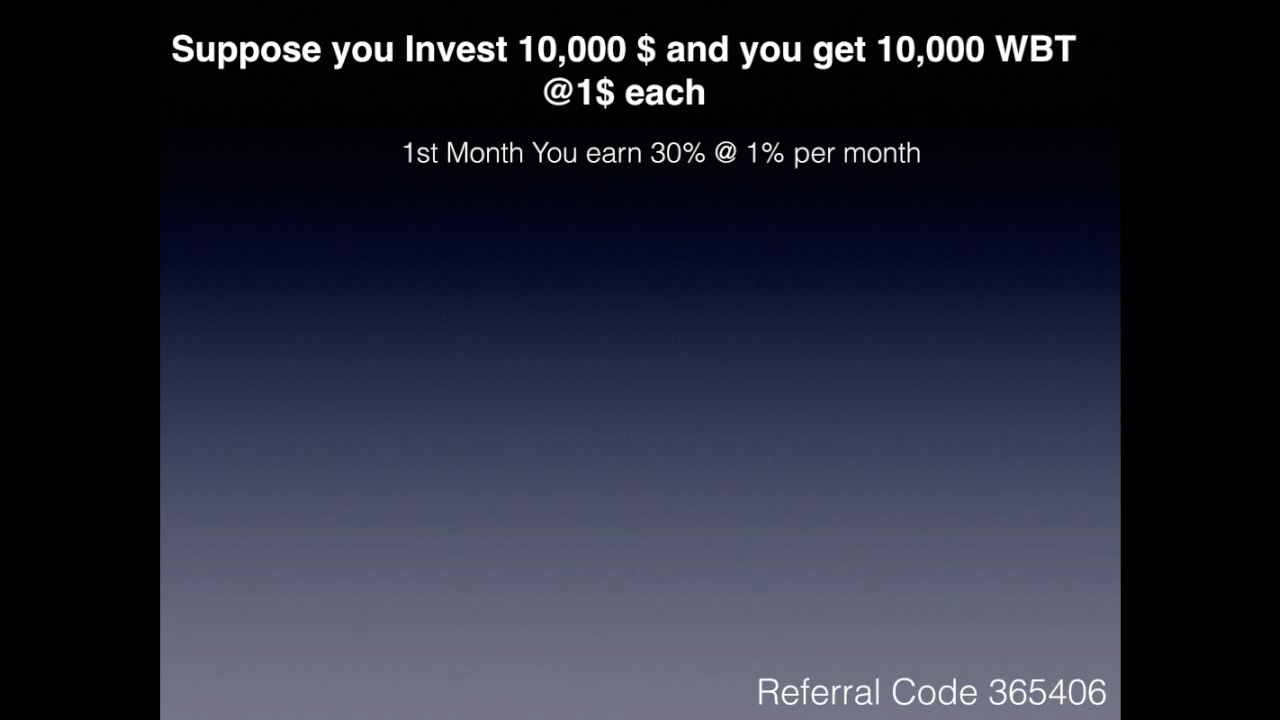 Suppose you Invest 10,000 $ and you get 10,000 WBT
@1$ each
1st Month You earn 30% @ 1% per month
Referral Code 365406